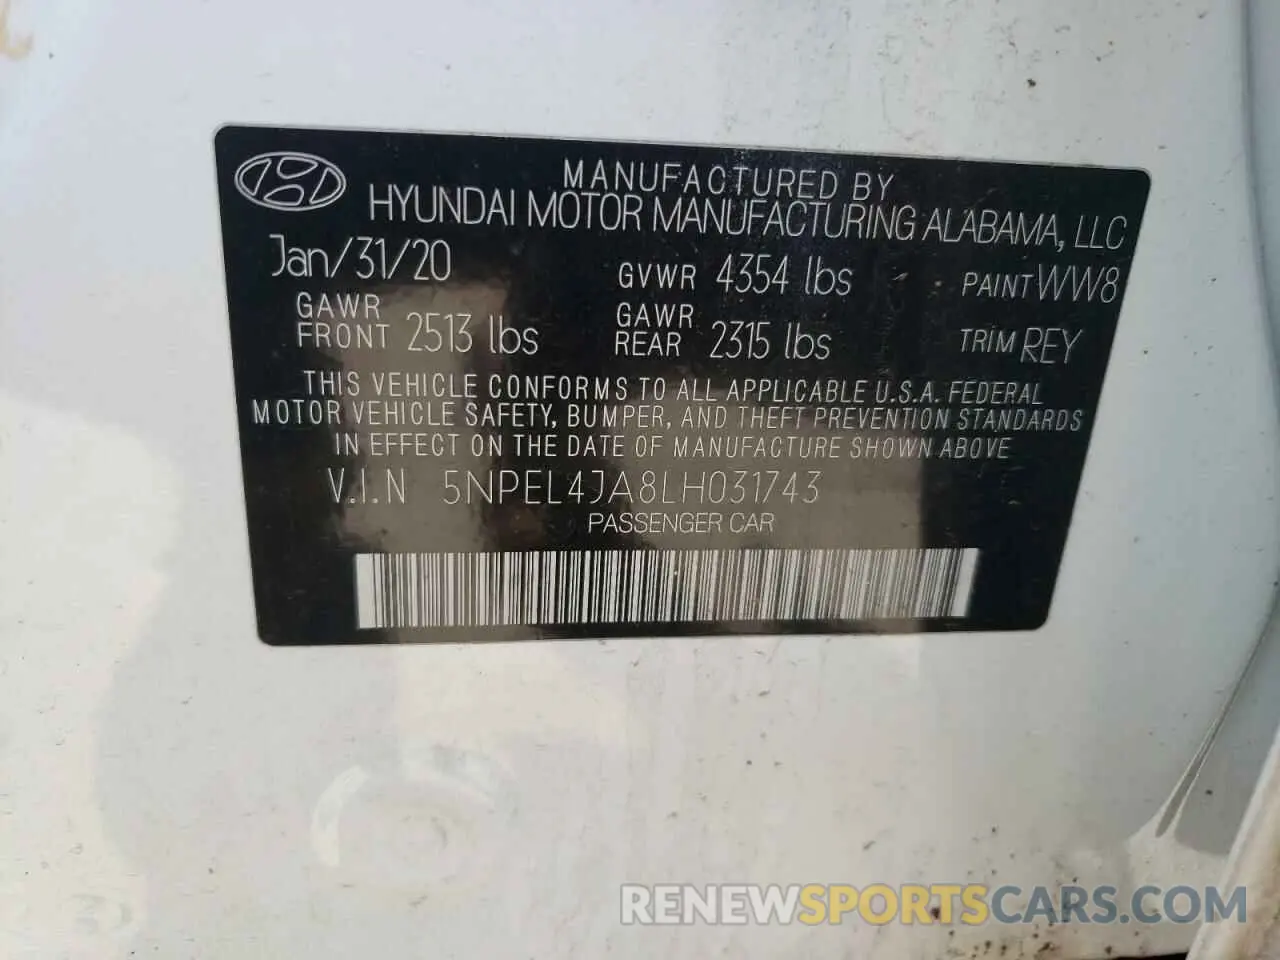 MANUFACTURED BY
HYUNDAI MOTOR MANUFACTURING ALABAMA, LLC
Jan/31/20 GVWR 4354 lbs PAINT WW8
GAWR FRONT 2513 lbs GAWR REAR 2315 lbs TRIM REY
THIS VEHICLE CONFORMS TO ALL APPLICABLE U.S.A. FEDERAL
MOTOR VEHICLE SAFETY, BUMPER, AND THEFT PREVENTION STANDARDS
IN EFFECT ON THE DATE OF MANUFACTURE SHOWN ABOVE
V.I.N 5NPEL4JA8LH031743
PASSENGER CAR
RENEWSPORTSCARS.COM